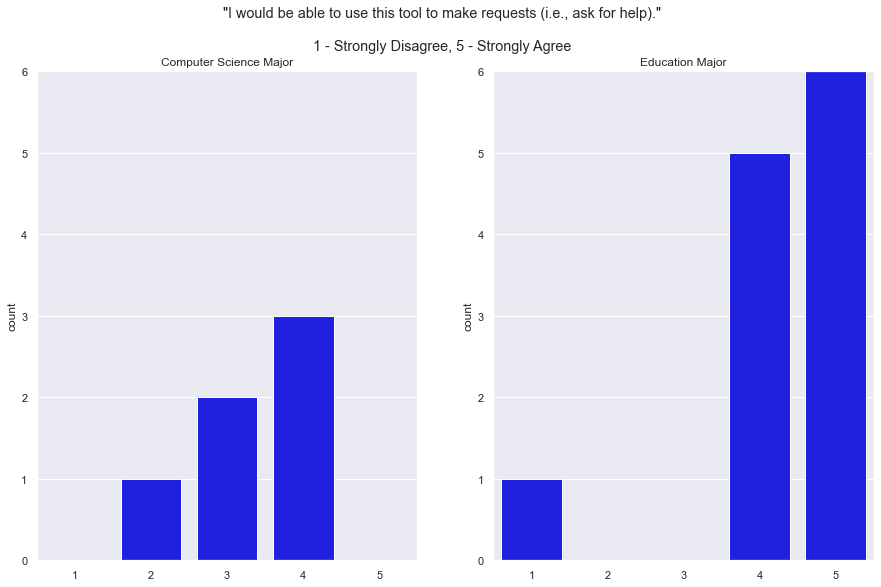 "I would be able to use this tool to make requests (i.e., ask for help)."
1 - Strongly Disagree, 5 - Strongly Agree
Computer Science Major
6
5
4
3
2
1
0
count
1 2 3 4 5
Education Major
6
5
4
3
2
1
0
count
1 2 3 4 5